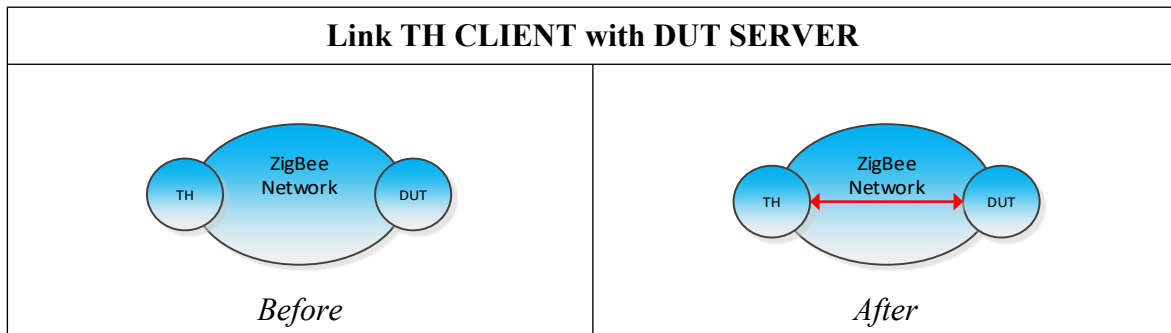 Link TH CLIENT with DUT SERVER
ZigBee
Network
TH
DUT
Before
ZigBee
Network
TH
DUT
After